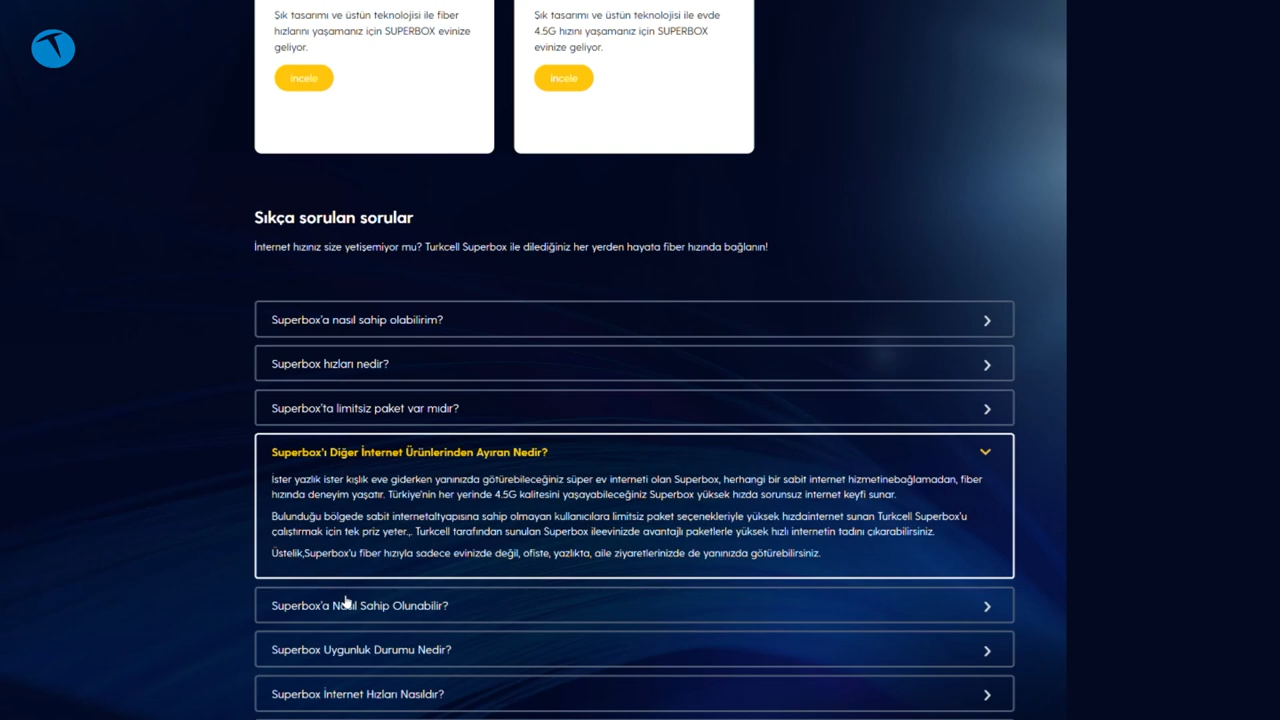 Şık tasarımı ve üstün teknolojisi ile fiber
hızlarını yaşamanız için SUPERBOX evinize
geliyor.
incele
Şık tasarımı ve üstün teknolojisi ile evde
4.5G hızını yaşamanız için SUPERBOX
evinize geliyor.
incele
Sıkça sorulan sorular
İnternet hızınız size yetişemiyor mu? Turkcell Superbox ile dilediğiniz her yerden hayata fiber hızında bağlanın!
Superbox'a nasıl sahip olabilirim?
Superbox hızları nedir?
Superbox'ta limitsiz paket var mıdır?
Superbox'ı Diğer İnternet Ürünlerinden Ayıran Nedir?
İster yazlık ister kışlık eve giderken yanınızda götürebileceğiniz süper ev interneti olan Superbox, herhangi bir sabit internet hizmetinebağlamadan, fiber
hızında deneyim yaşatır. Türkiye'nin her yerinde 4.5G kalitesini yaşayabileceğiniz Superbox yüksek hızda sorunsuz internet keyfi sunar.
Bulunduğu bölgede sabit internetaltyapısına sahip olmayan kullanıcılara limitsiz paket seçenekleriyle yüksek hızdainternet sunan Turkcell Superbox'u
çalıştırmak için tek priz yeter.,. Turkcell tarafından sunulan Superbox ileevinizde avantajlı paketlerle yüksek hızlı internetin tadını çıkarabilirsiniz.
Üstelik,Superbox'u fiber hızıyla sadece evinizde değil, ofiste, yazlıkta, aile ziyaretlerinizde de yanınızda götürebilirsiniz.
Superbox'a Nasıl Sahip Olunabilir?
Superbox Uygunluk Durumu Nedir?
Superbox İnternet Hızları Nasıldır?